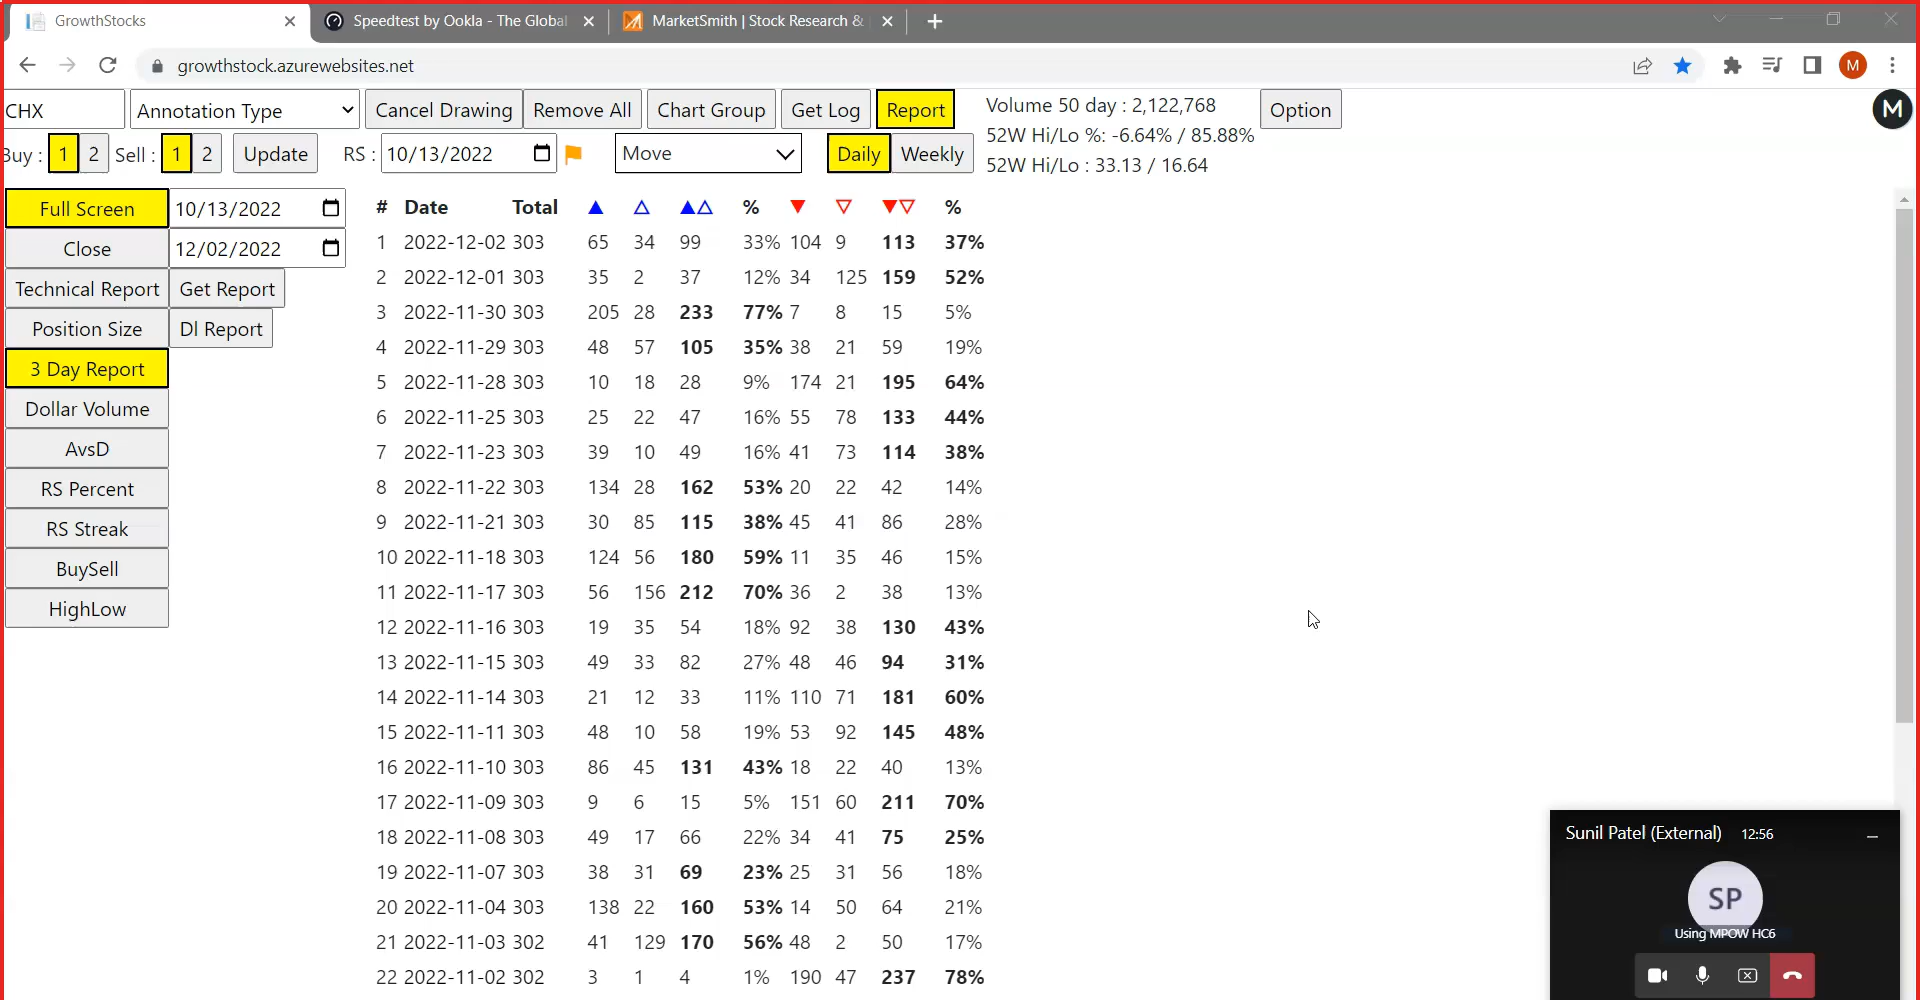 GrowthStocks
Speedtest by Ookla - The Global
MarketSmith | Stock Research &
growthstock.azurewebsites.net
M
CHX
Annotation Type
Cancel Drawing
Remove All
Chart Group
Get Log
Report
Volume 50 day : 2,122,768
Option
M
52W Hi/Lo %: -6.64% / 85.88%
Buy : 1 2 Sell : 1 2
Update
RS : 10/13/2022
Move
Daily
Weekly
52W Hi/Lo : 33.13 / 16.64
Full Screen
10/13/2022
Close
12/02/2022
Technical Report
Get Report
Position Size
Dl Report
3 Day Report
Dollar Volume
AvsD
RS Percent
RS Streak
BuySell
HighLow
# Date Total ▲ △ ▲△ % ▼ ▽ ▼▽ %
1 2022-12-02 303 65 34 99 33% 104 9 113 37%
2 2022-12-01 303 35 2 37 12% 34 125 159 52%
3 2022-11-30 303 205 28 233 77% 7 8 15 5%
4 2022-11-29 303 48 57 105 35% 38 21 59 19%
5 2022-11-28 303 10 18 28 9% 174 21 195 64%
6 2022-11-25 303 25 22 47 16% 55 78 133 44%
7 2022-11-23 303 39 10 49 16% 41 73 114 38%
8 2022-11-22 303 134 28 162 53% 20 22 42 14%
9 2022-11-21 303 30 85 115 38% 45 41 86 28%
10 2022-11-18 303 124 56 180 59% 11 35 46 15%
11 2022-11-17 303 56 156 212 70% 36 2 38 13%
12 2022-11-16 303 19 35 54 18% 92 38 130 43%
13 2022-11-15 303 49 33 82 27% 48 46 94 31%
14 2022-11-14 303 21 12 33 11% 110 71 181 60%
15 2022-11-11 303 48 10 58 19% 53 92 145 48%
16 2022-11-10 303 86 45 131 43% 18 22 40 13%
17 2022-11-09 303 9 6 15 5% 151 60 211 70%
18 2022-11-08 303 49 17 66 22% 34 41 75 25%
19 2022-11-07 303 38 31 69 23% 25 31 56 18%
20 2022-11-04 303 138 22 160 53% 14 50 64 21%
21 2022-11-03 302 41 129 170 56% 48 2 50 17%
22 2022-11-02 302 3 1 4 1% 190 47 237 78%
Sunil Patel (External) 12:56
SP
Using MPOW HC6